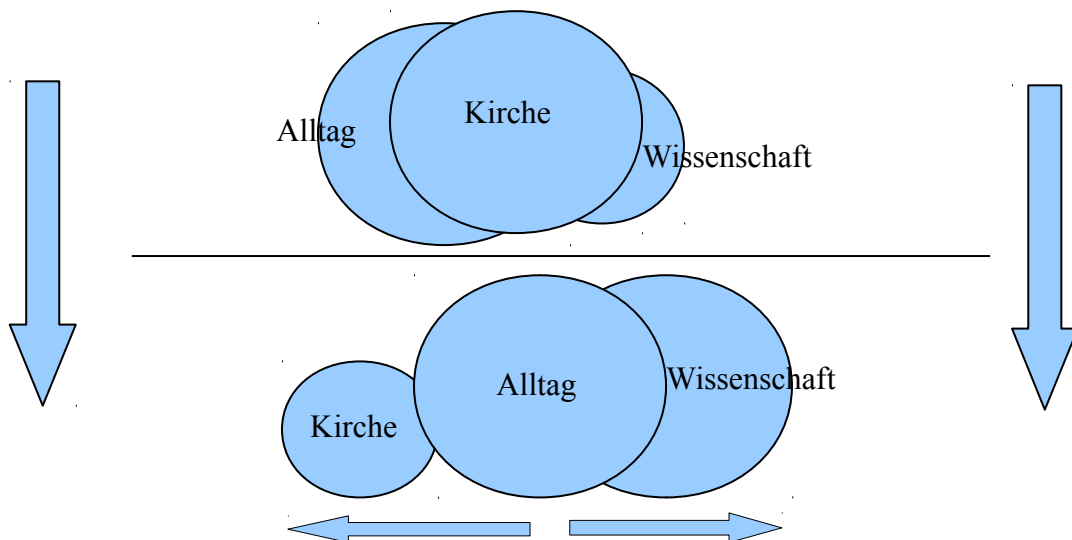 Kirche
Alltag
Wissenschaft
Wissenschaft
Alltag
Kirche